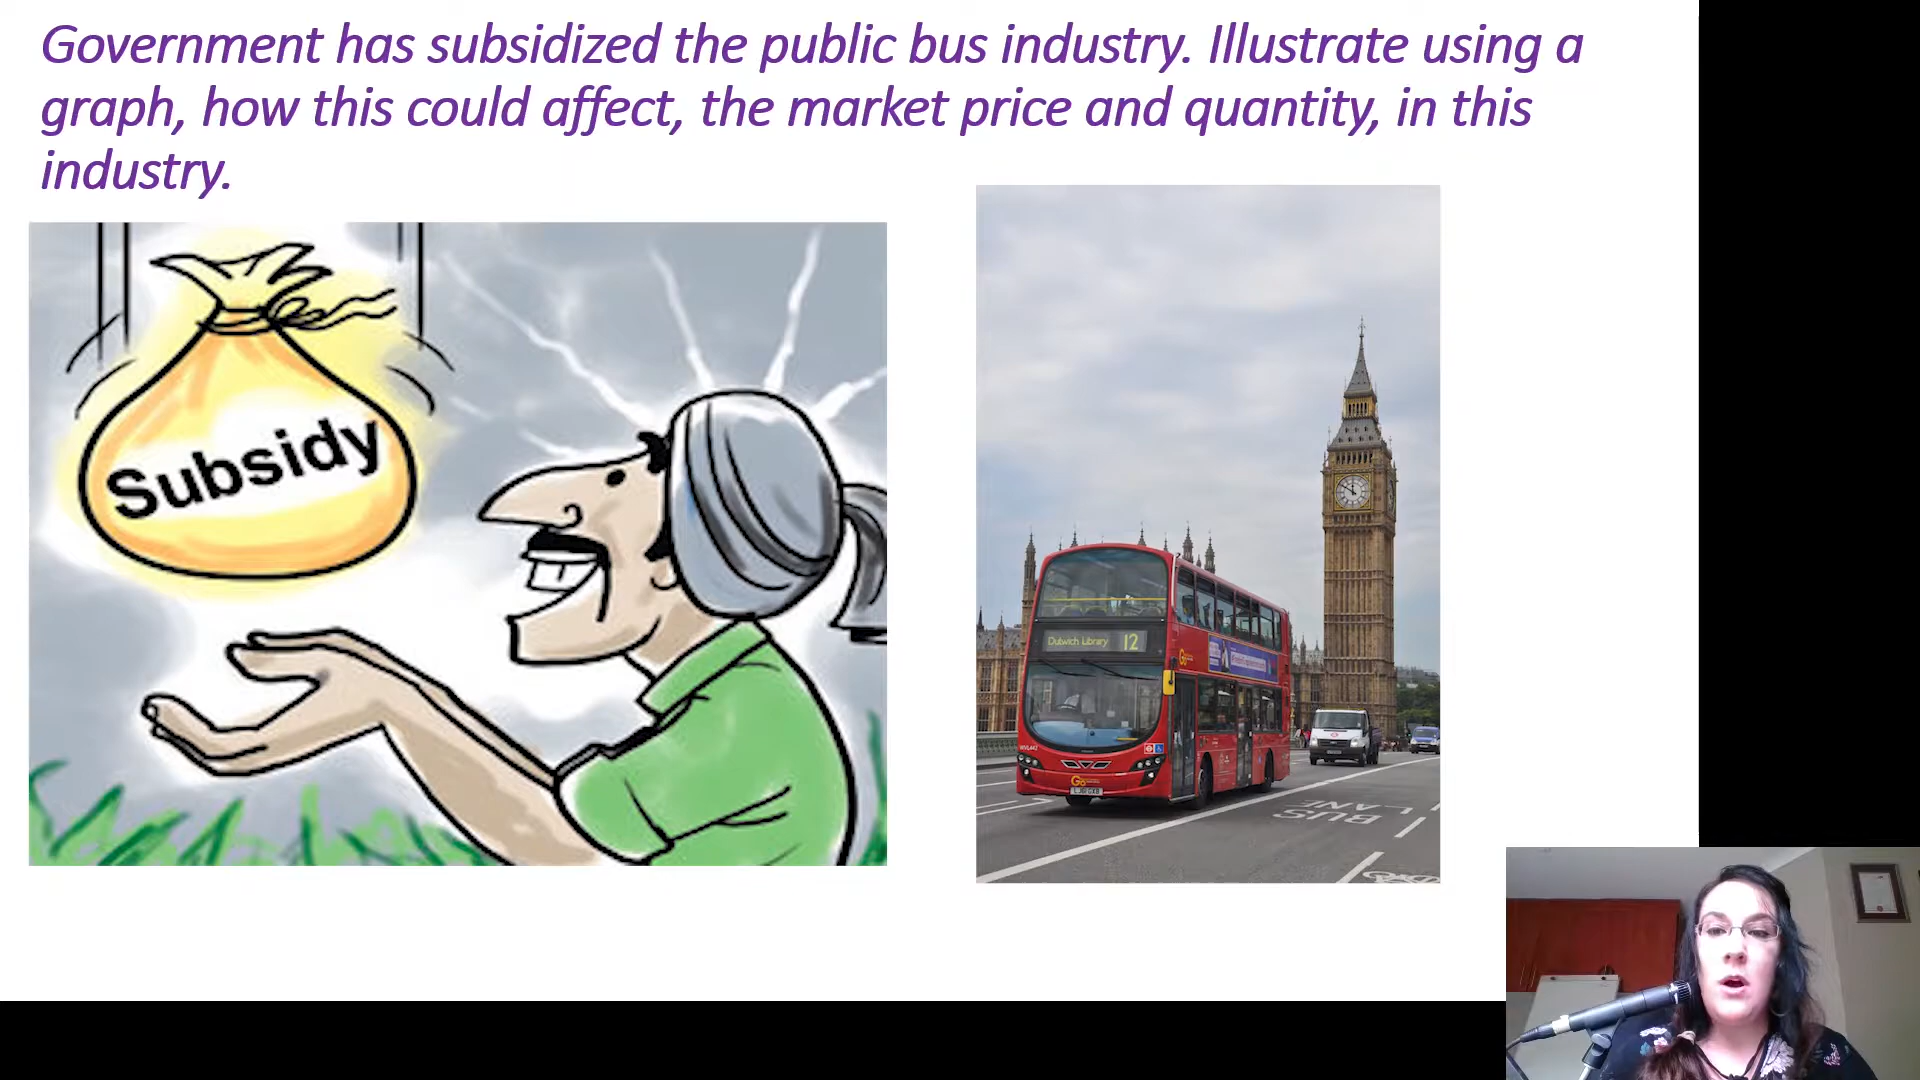 Government has subsidized the public bus industry. Illustrate using a
graph, how this could affect, the market price and quantity, in this
industry.
Subsidy
Dulwich Library 12
Go
BUS
LANE